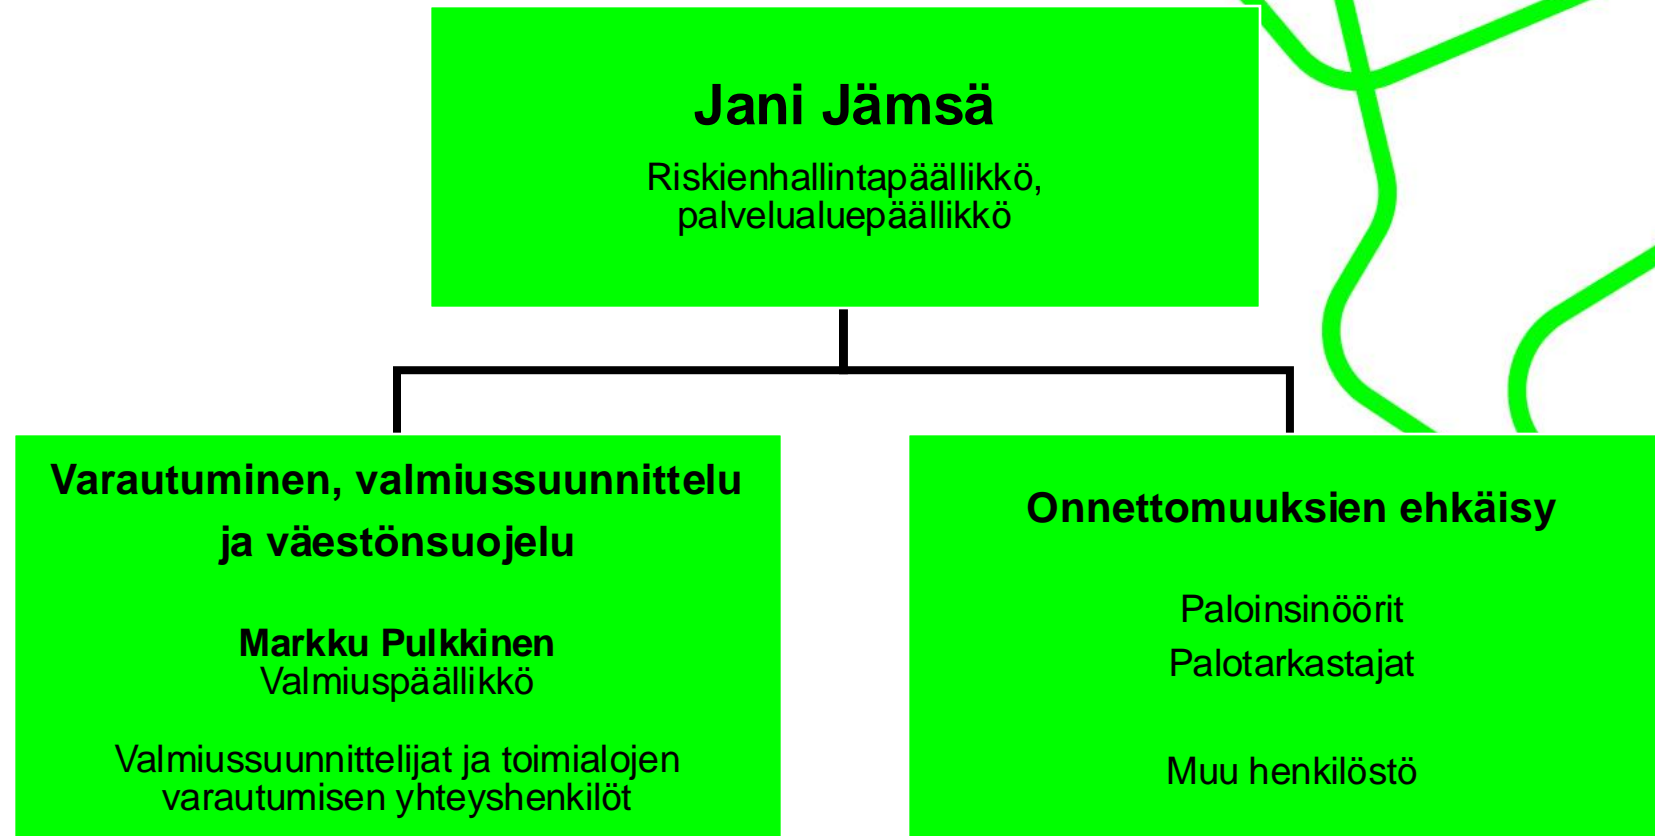 Jani Jämsä
Riskienhallintapäällikkö,
palvelualuepäällikkö
Varautuminen, valmiussuunnittelu
ja väestönsuojelu
Markku Pulkkinen
Valmiuspäällikkö
Valmiussuunnittelijat ja toimialojen
varautumisen yhteyshenkilöt
Onnettomuuksien ehkäisy
Paloinsinöörit
Palotarkastajat
Muu henkilöstö